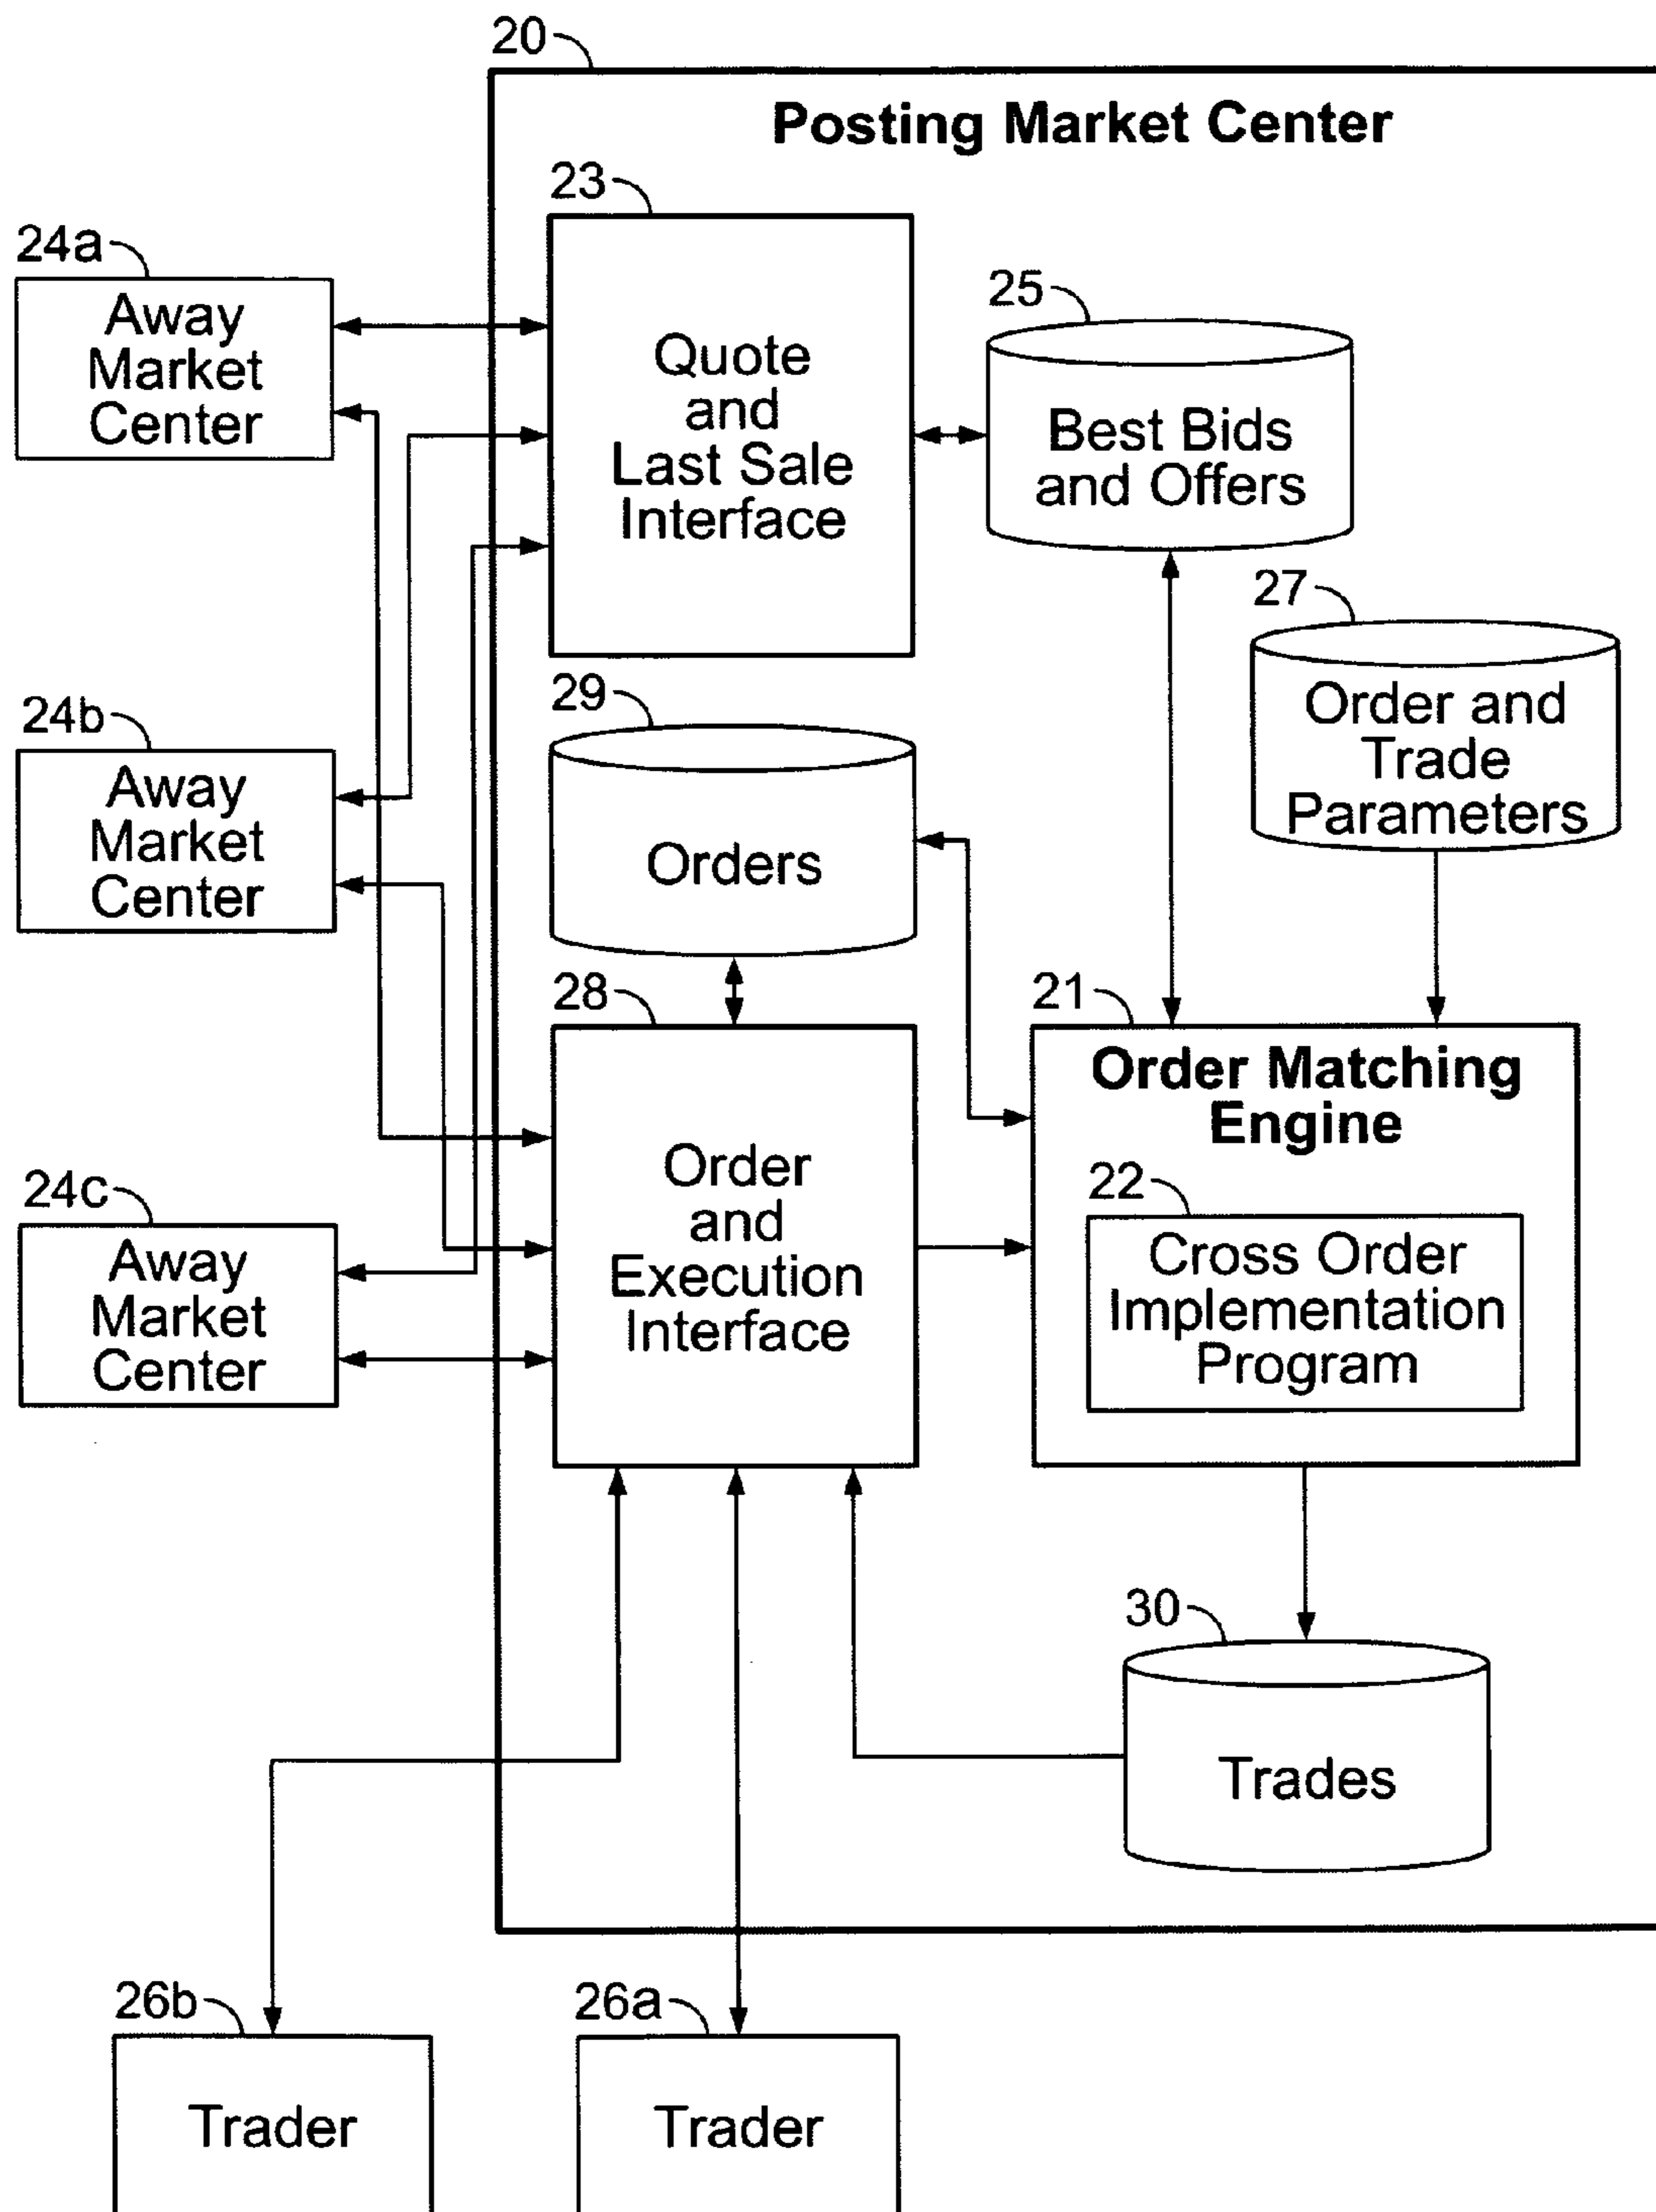 20
Posting Market Center
23
24a
Away
Market
Center
Quote
and
Last Sale
Interface
25
Best Bids
and Offers
27
Order and
Trade
Parameters
24b
Away
Market
Center
29
Orders
28
Order
and
Execution
Interface
21
Order Matching
Engine
22
Cross Order
Implementation
Program
24c
Away
Market
Center
30
Trades
26b
Trader
26a
Trader